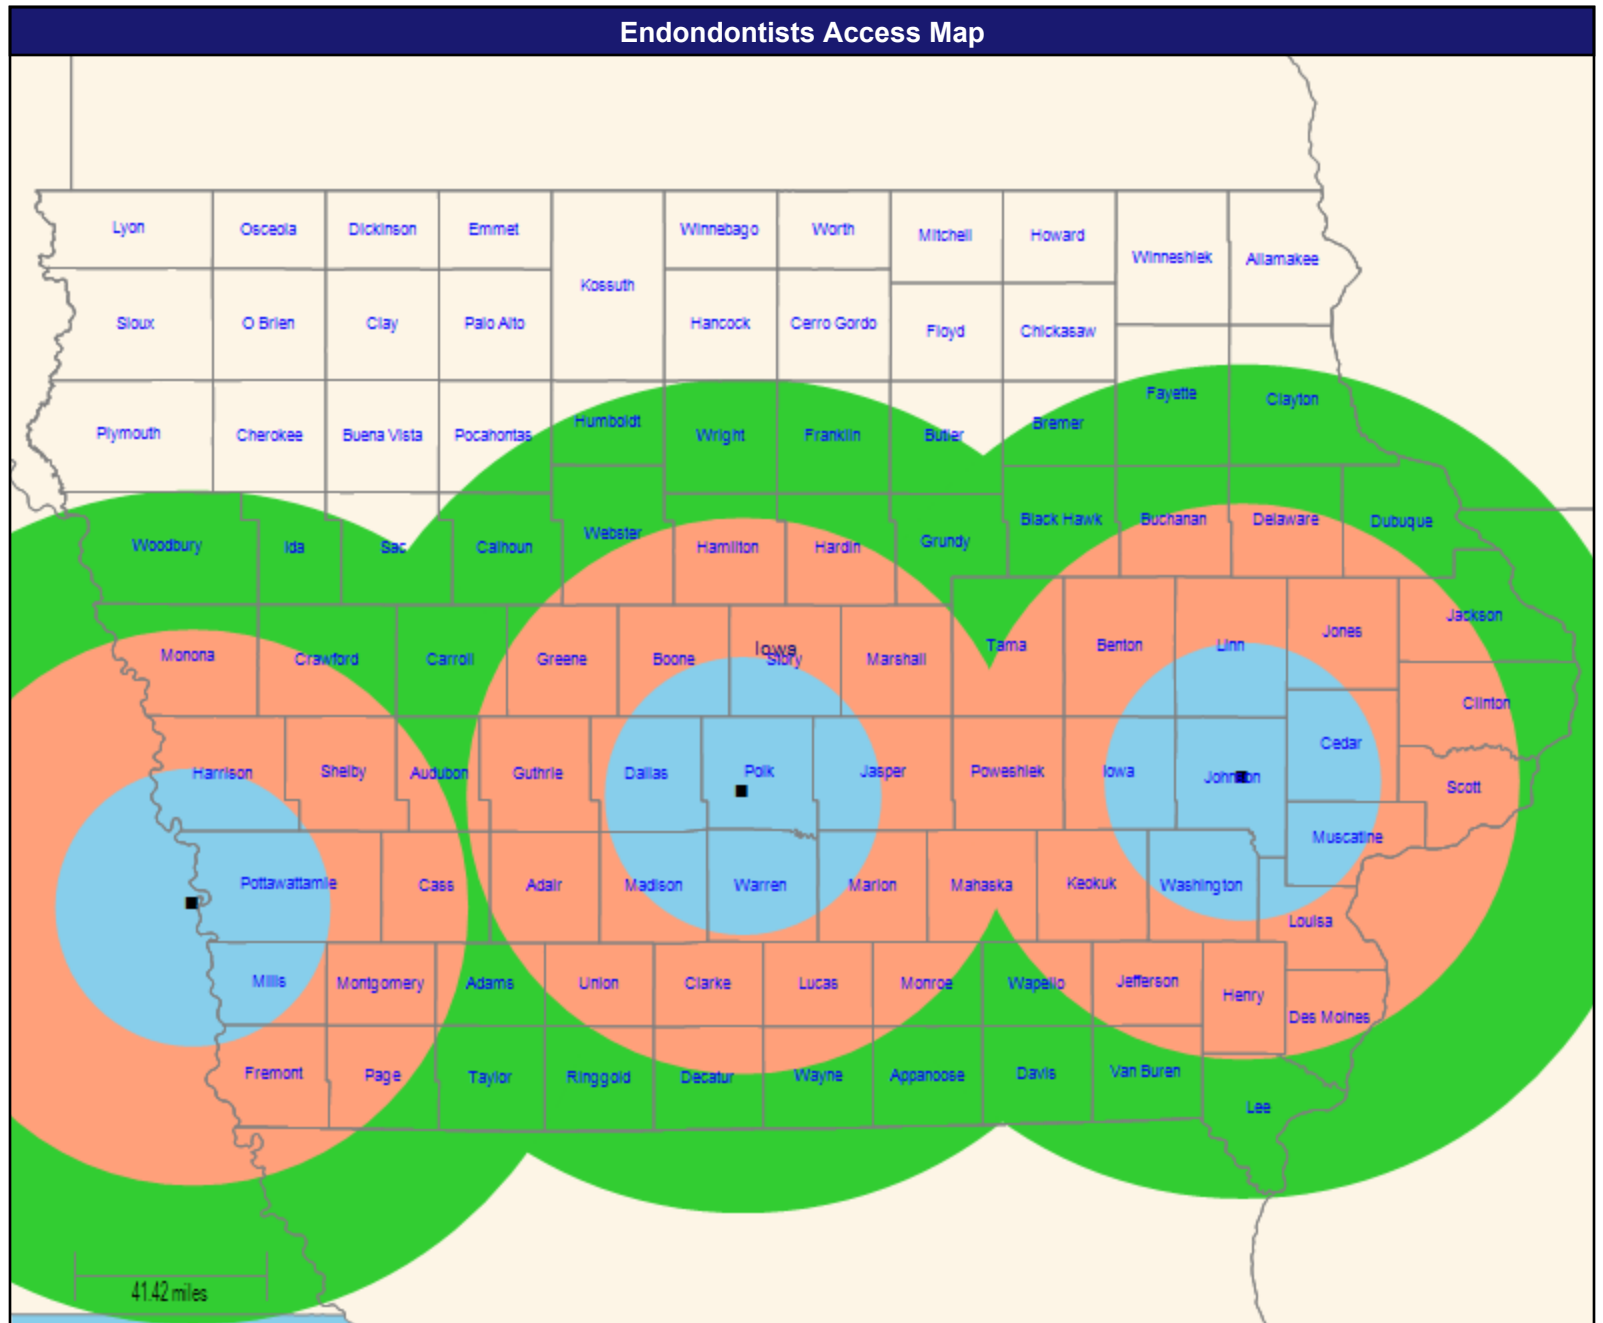 Endondontists Access Map
Lyon
Osceola
Dickinson
Emmet
Winnebago
Worth
Mitchell
Howard
Winneshiek
Allamakee
Kossuth
Sioux
O Brien
Clay
Palo Alto
Hancock
Cerro Gordo
Floyd
Chickasaw
Plymouth
Cherokee
Buena Vista
Pocahontas
Humboldt
Wright
Franklin
Butler
Bremer
Fayette
Clayton
Woodbury
Ida
Sac
Calhoun
Webster
Hamilton
Hardin
Grundy
Black Hawk
Buchanan
Delaware
Dubuque
Monona
Crawford
Carroll
Greene
Boone
Iowa
Story
Marshall
Tama
Benton
Linn
Jones
Jackson
Harrison
Shelby
Audubon
Guthrie
Dallas
Polk
Jasper
Poweshiek
Iowa
Johnson
Cedar
Clinton
Scott
Muscatine
Pottawattamie
Cass
Adair
Madison
Warren
Marion
Mahaska
Keokuk
Washington
Louisa
Mills
Montgomery
Adams
Union
Clarke
Lucas
Monroe
Wapello
Jefferson
Henry
Des Moines
Fremont
Page
Taylor
Ringgold
Decatur
Wayne
Appanoose
Davis
Van Buren
Lee
41.42 miles